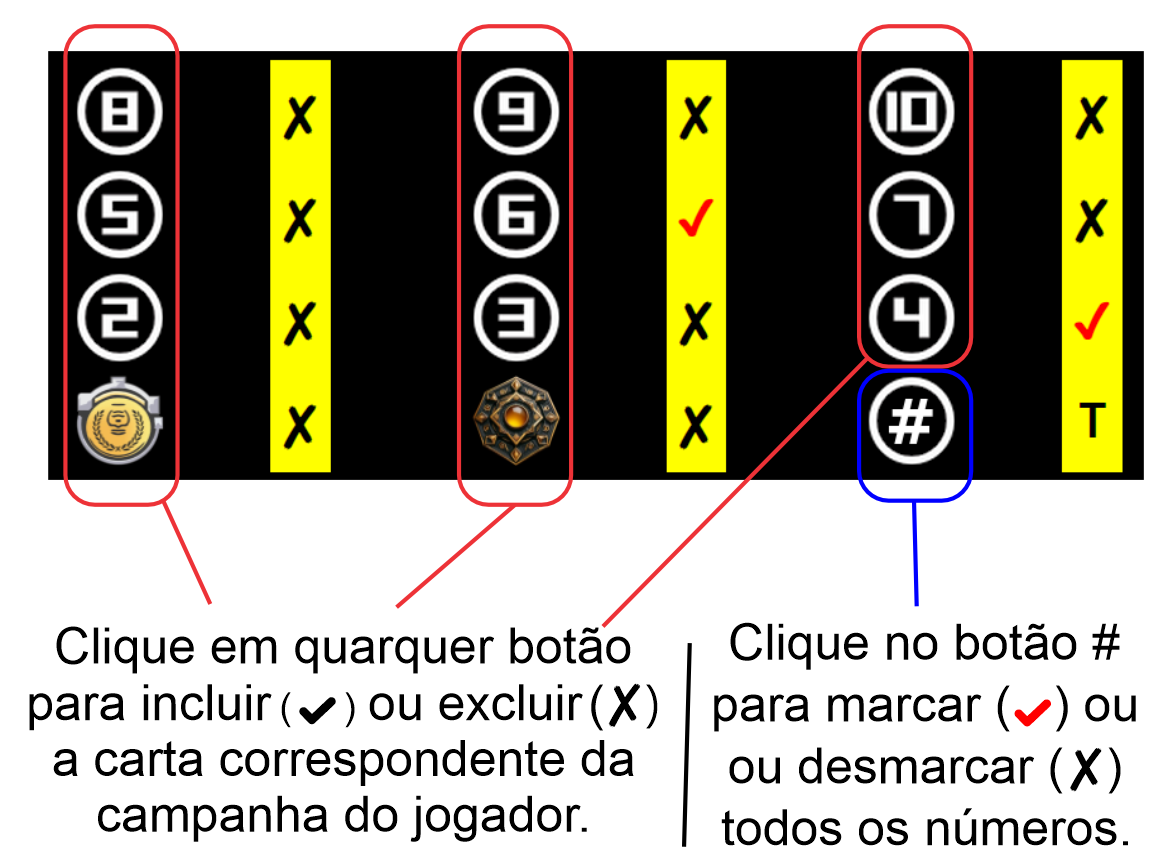 8 ✗ 9 ✗ 10 ✗
5 ✗ 6 ✓ 7 ✗
2 ✗ 3 ✗ 4 ✓
✗ ✗ # T
Clique em quarquer botão
para incluir (✔) ou excluir (✗)
a carta correspondente da
campanha do jogador.
Clique no botão #
para marcar (✔) ou
ou desmarcar (✗)
todos os números.